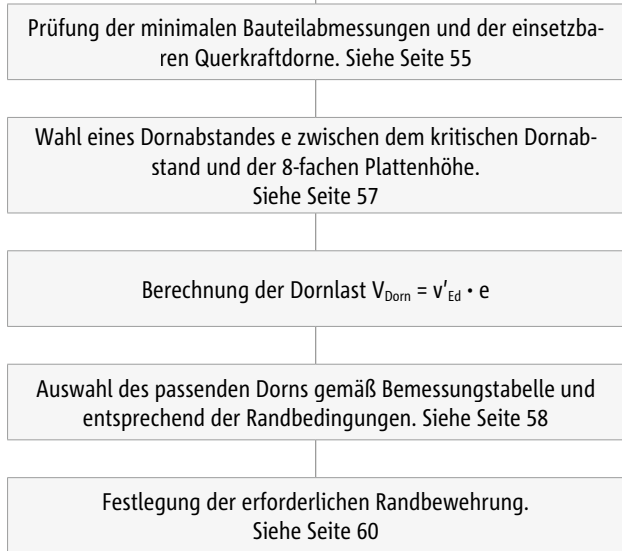 Prüfung der minimalen Bauteilabmessungen und der einsetzba-
ren Querkraftdorne. Siehe Seite 55
Wahl eines Dornabstandes e zwischen dem kritischen Dornab-
stand und der 8-fachen Plattenhöhe.
Siehe Seite 57
Berechnung der Dornlast V_Dorn = v'_Ed · e
Auswahl des passenden Dorns gemäß Bemessungstabelle und
entsprechend der Randbedingungen. Siehe Seite 58
Festlegung der erforderlichen Randbewehrung.
Siehe Seite 60